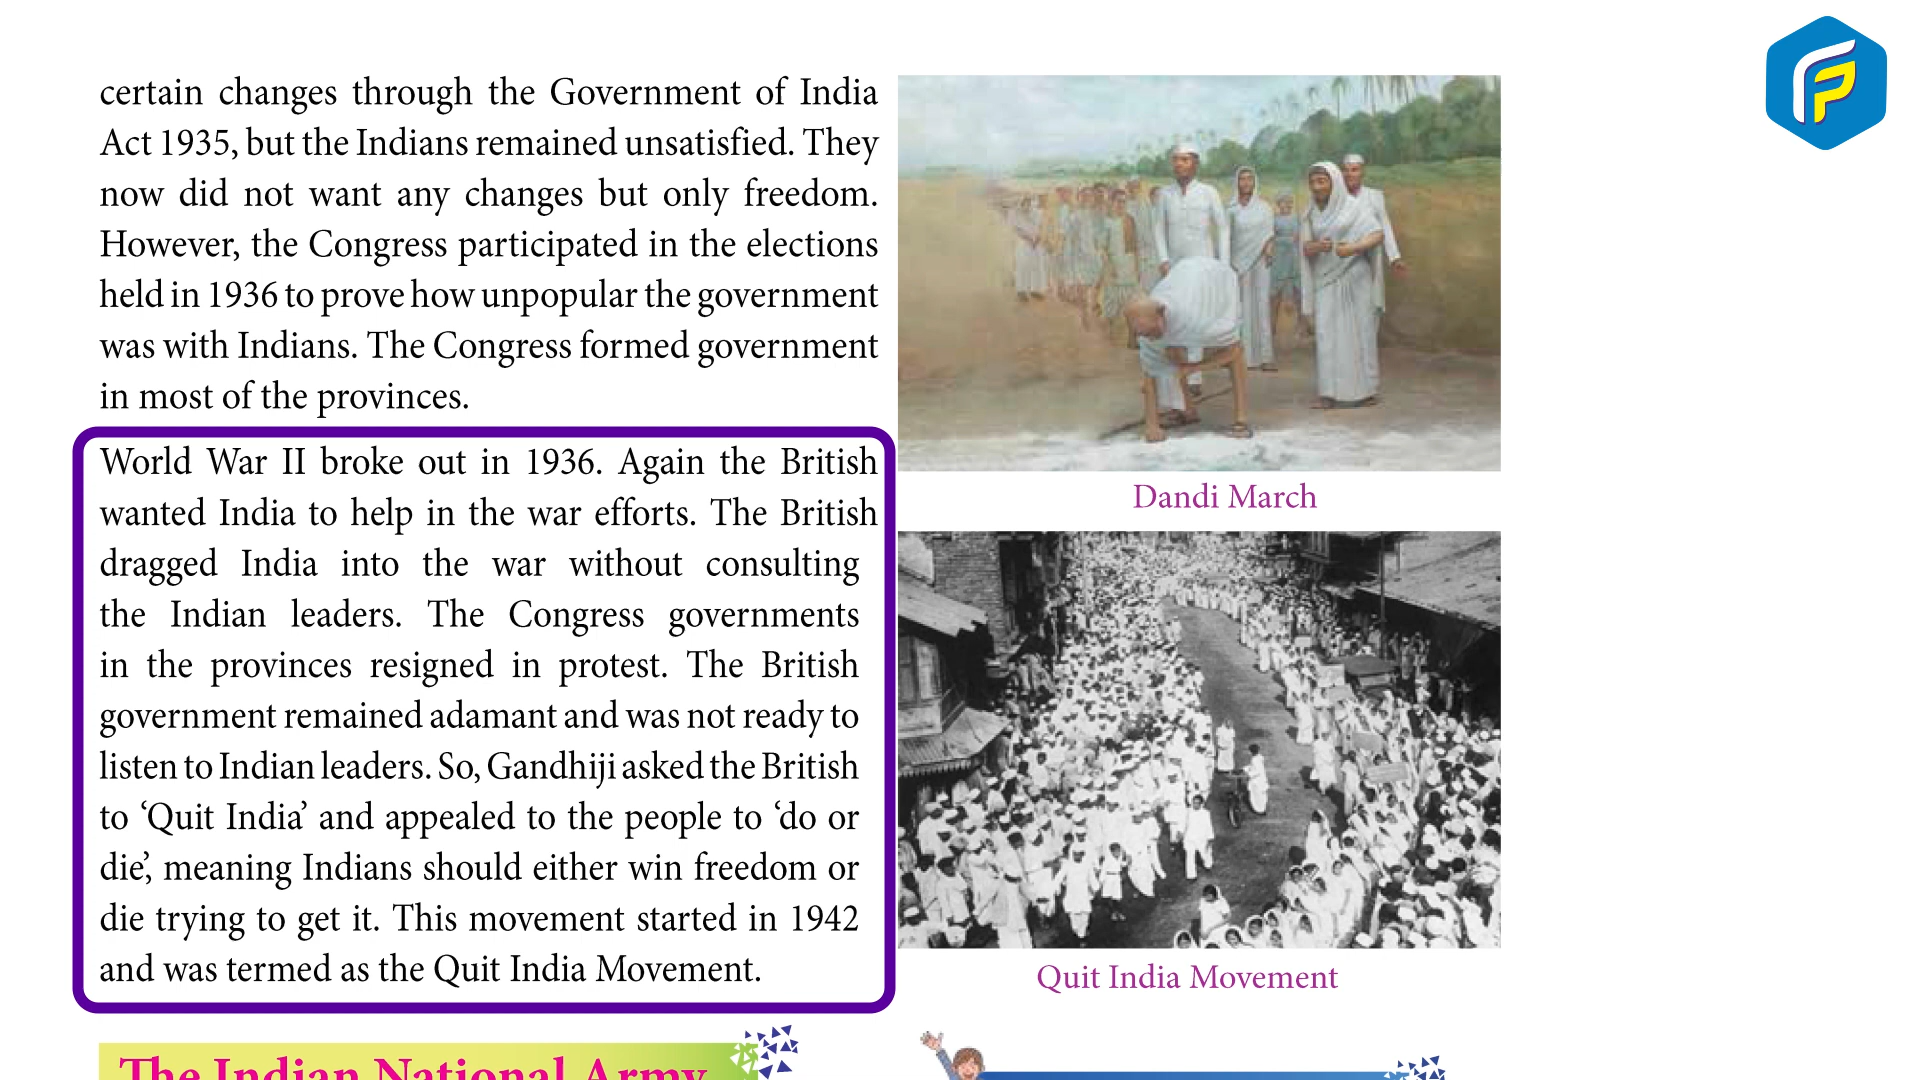 certain changes through the Government of India
Act 1935, but the Indians remained unsatisfied. They
now did not want any changes but only freedom.
However, the Congress participated in the elections
held in 1936 to prove how unpopular the government
was with Indians. The Congress formed government
in most of the provinces.
World War II broke out in 1936. Again the British
wanted India to help in the war efforts. The British
dragged India into the war without consulting
the Indian leaders. The Congress governments
in the provinces resigned in protest. The British
government remained adamant and was not ready to
listen to Indian leaders. So, Gandhiji asked the British
to ‘Quit India’ and appealed to the people to ‘do or
die’, meaning Indians should either win freedom or
die trying to get it. This movement started in 1942
and was termed as the Quit India Movement.
The Indian National Army
Dandi March
Quit India Movement